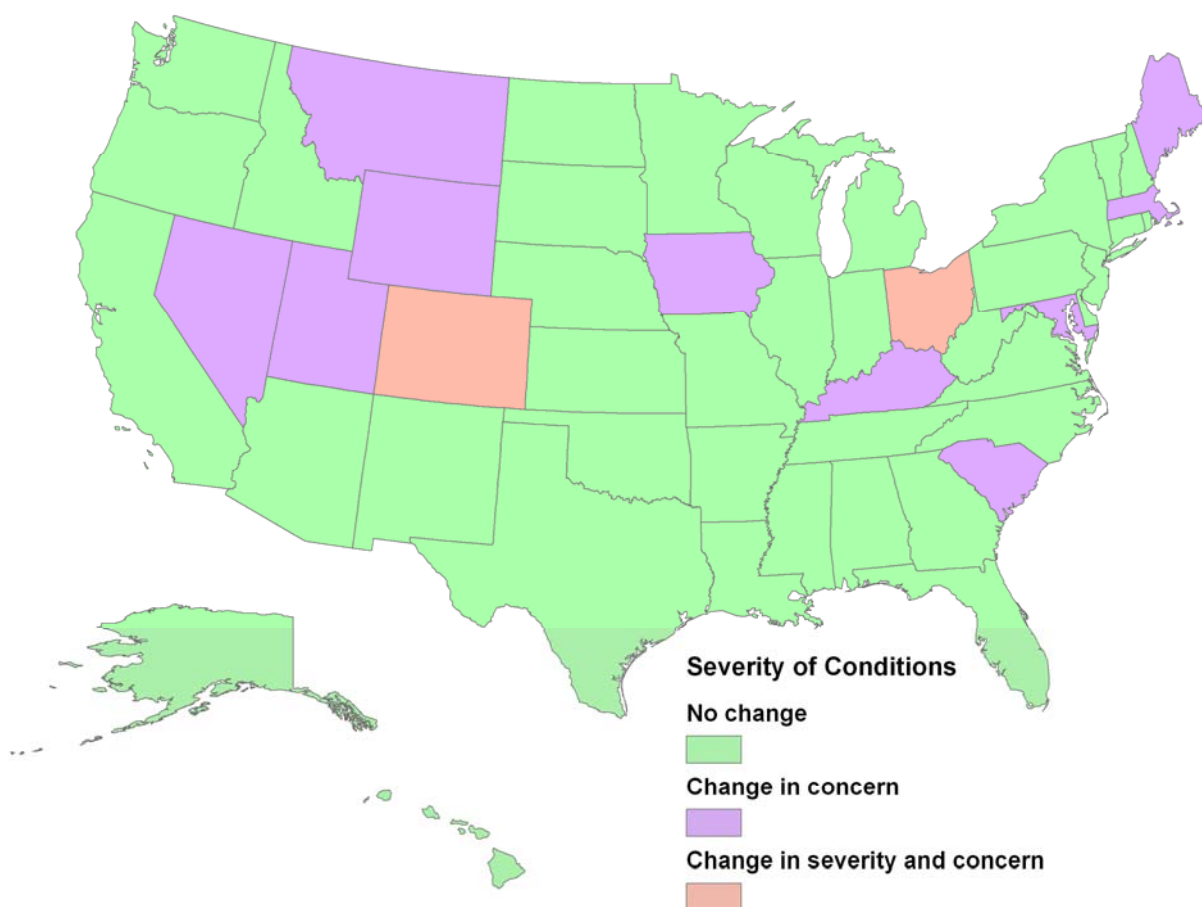 Severity of Conditions
No change
Change in concern
Change in severity and concern